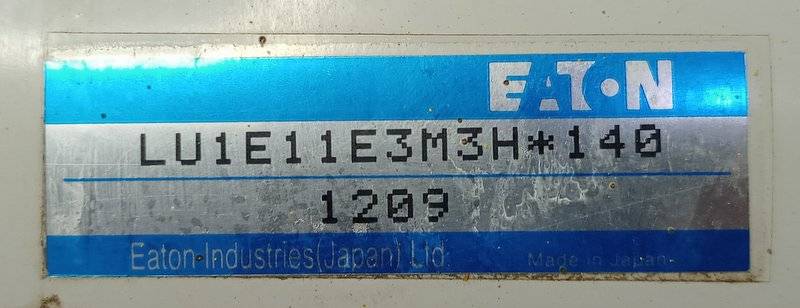 EATON
LU1E11E3M3H*140
1209
Eaton Industries(Japan) Ltd.
Made in Japan